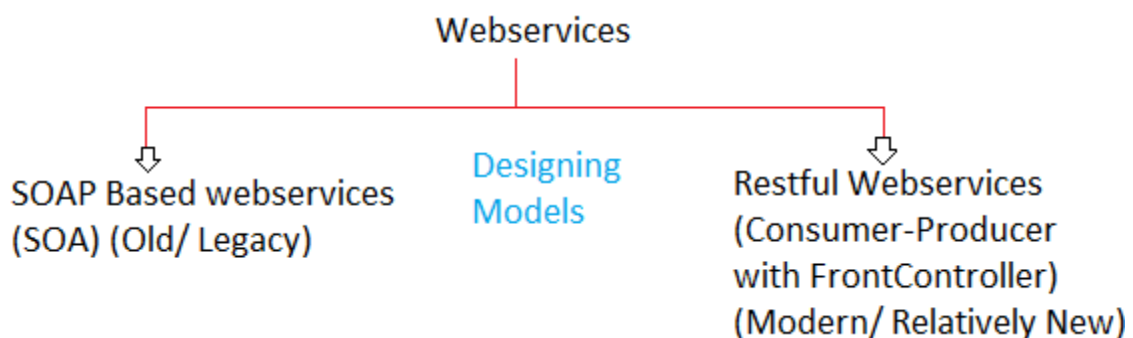 Webservices
SOAP Based webservices
(SOA) (Old/ Legacy)
Designing
Models
Restful Webservices
(Consumer-Producer
with FrontController)
(Modern/ Relatively New)